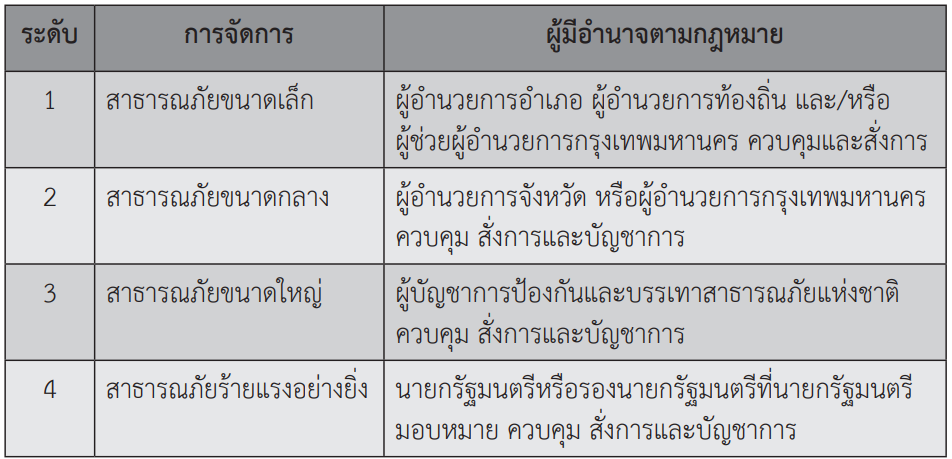 ระดับ การจัดการ ผู้มีอำนาจตามกฎหมาย
1 สาธารณภัยขนาดเล็ก ผู้อำนวยการอำเภอ ผู้อำนวยการท้องถิ่น และ/หรือ
ผู้ช่วยผู้อำนวยการกรุงเทพมหานคร ควบคุมและสั่งการ
2 สาธารณภัยขนาดกลาง ผู้อำนวยการจังหวัด หรือผู้อำนวยการกรุงเทพมหานคร
ควบคุม สั่งการและบัญชาการ
3 สาธารณภัยขนาดใหญ่ ผู้บัญชาการป้องกันและบรรเทาสาธารณภัยแห่งชาติ
ควบคุม สั่งการและบัญชาการ
4 สาธารณภัยร้ายแรงอย่างยิ่ง นายกรัฐมนตรีหรือรองนายกรัฐมนตรีที่นายกรัฐมนตรี
มอบหมาย ควบคุม สั่งการและบัญชาการ